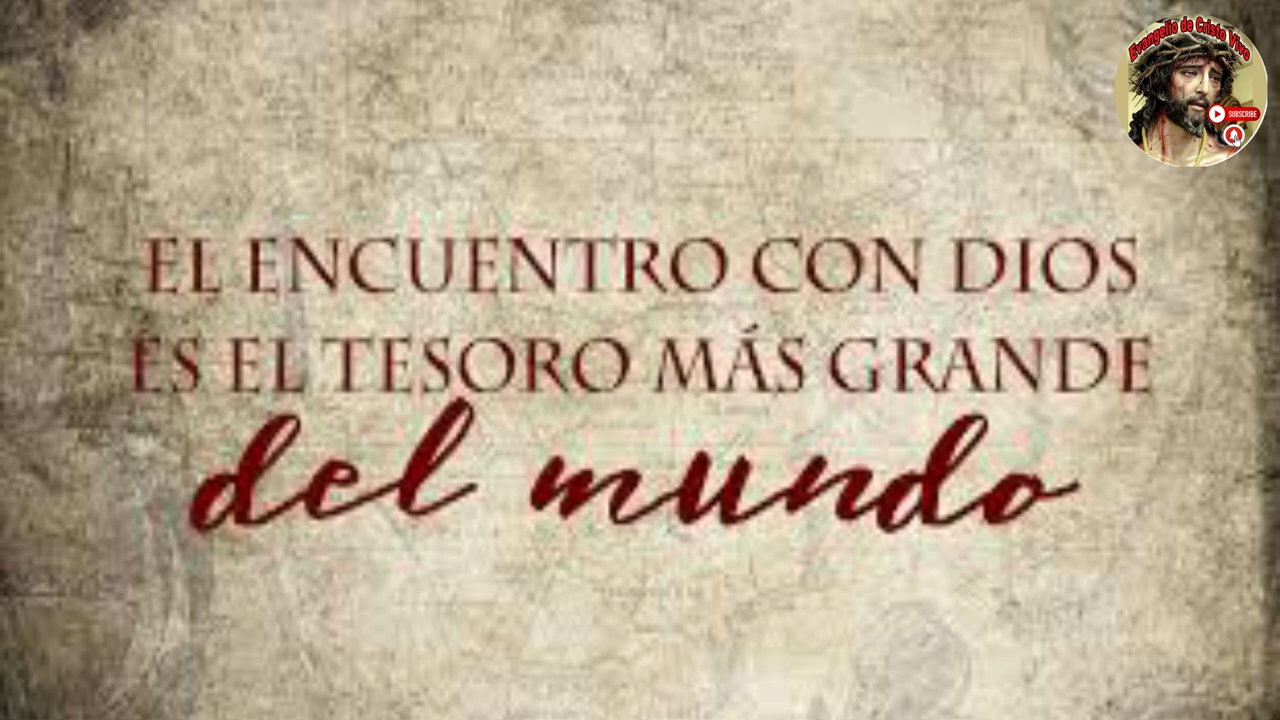 Evangelio de Cristo Vivo
SUBSCRIBE
EL ENCUENTRO CON DIOS
ES EL TESORO MÁS GRANDE
del mundo